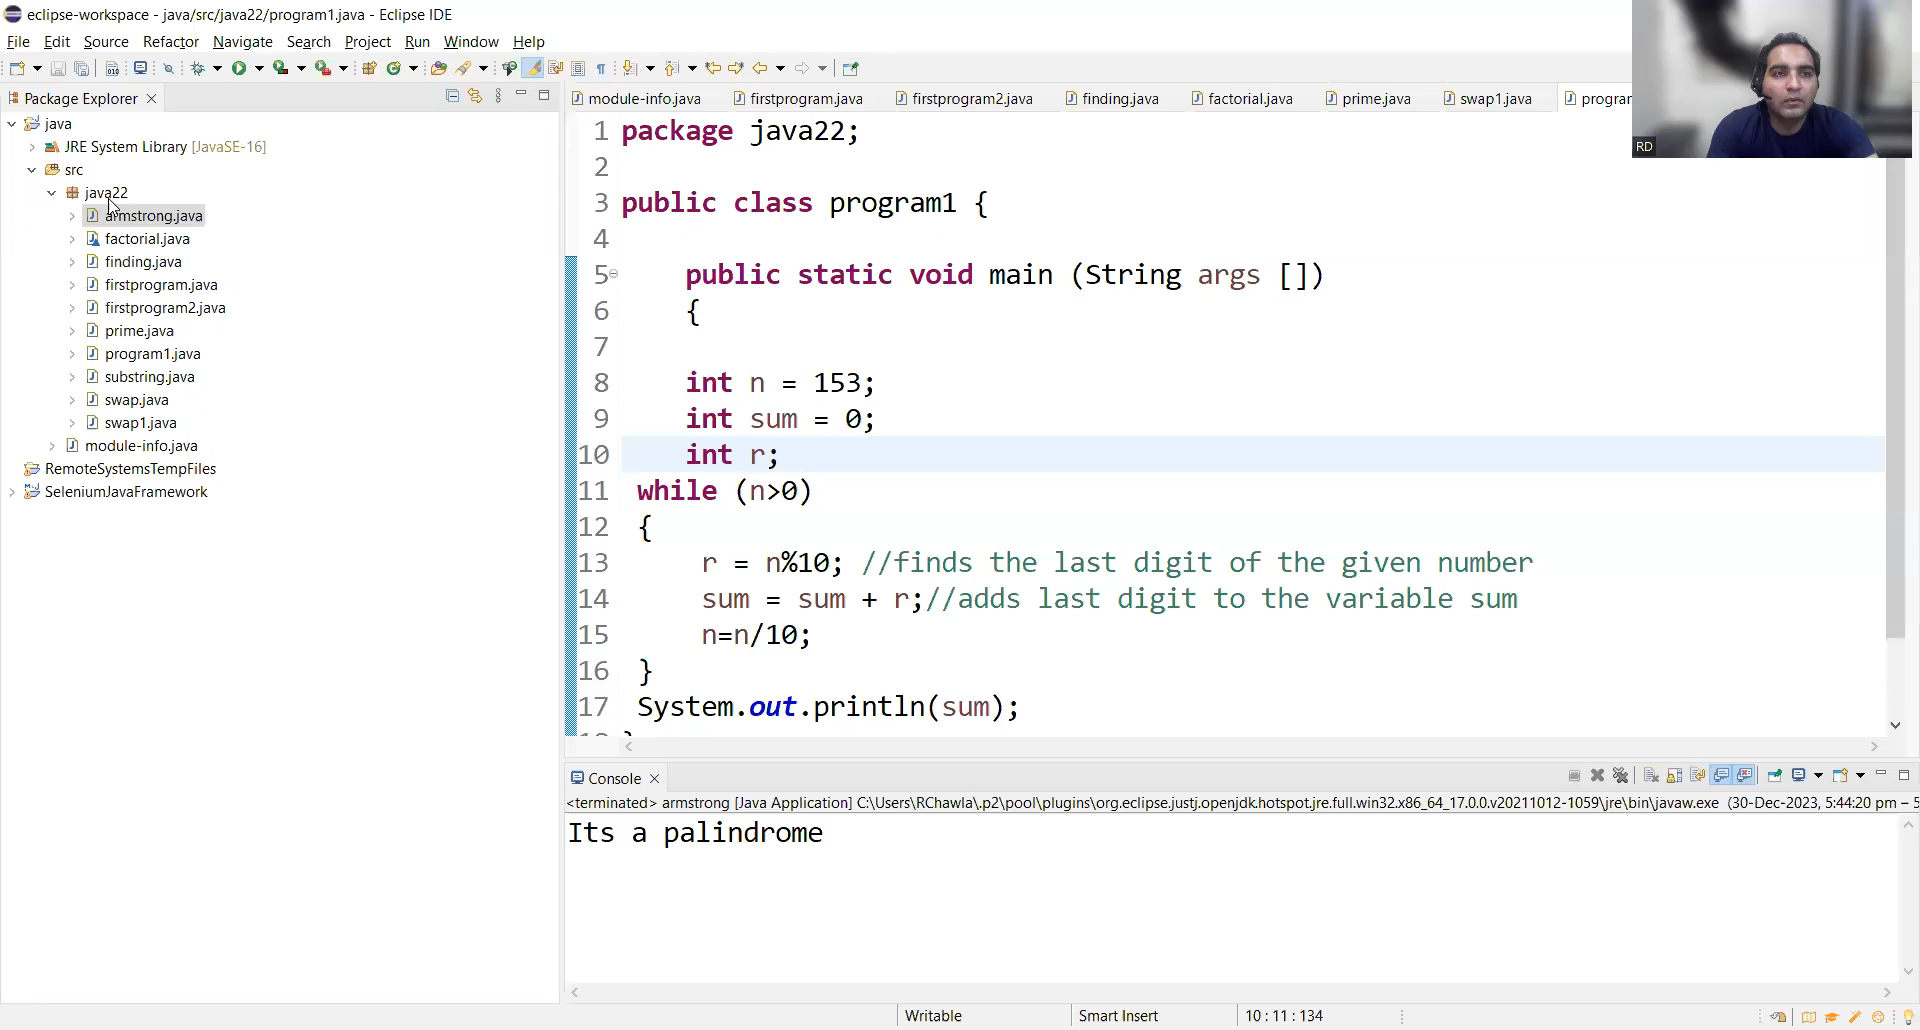 eclipse-workspace - java/src/java22/program1.java - Eclipse IDE
File Edit Source Refactor Navigate Search Project Run Window Help
Package Explorer
java
JRE System Library [JavaSE-16]
src
java22
armstrong.java
factorial.java
finding.java
firstprogram.java
firstprogram2.java
prime.java
program1.java
substring.java
swap.java
swap1.java
module-info.java
RemoteSystemsTempFiles
SeleniumJavaFramework
module-info.java firstprogram.java firstprogram2.java finding.java factorial.java prime.java swap1.java prograr
1 package java22;
2
3 public class program1 {
4
5 public static void main (String args [])
6 {
7
8 int n = 153;
9 int sum = 0;
10 int r;
11 while (n>0)
12 {
13 r = n%10; //finds the last digit of the given number
14 sum = sum + r;//adds last digit to the variable sum
15 n=n/10;
16 }
17 System.out.println(sum);
RD
Console
<terminated> armstrong [Java Application] C:\Users\RChawla\.p2\pool\plugins\org.eclipse.justj.openjdk.hotspot.jre.full.win32.x86_64_17.0.0.v20211012-1059\jre\bin\javaw.exe (30-Dec-2023, 5:44:20 pm – 5
Its a palindrome
Writable Smart Insert 10 : 11 : 134